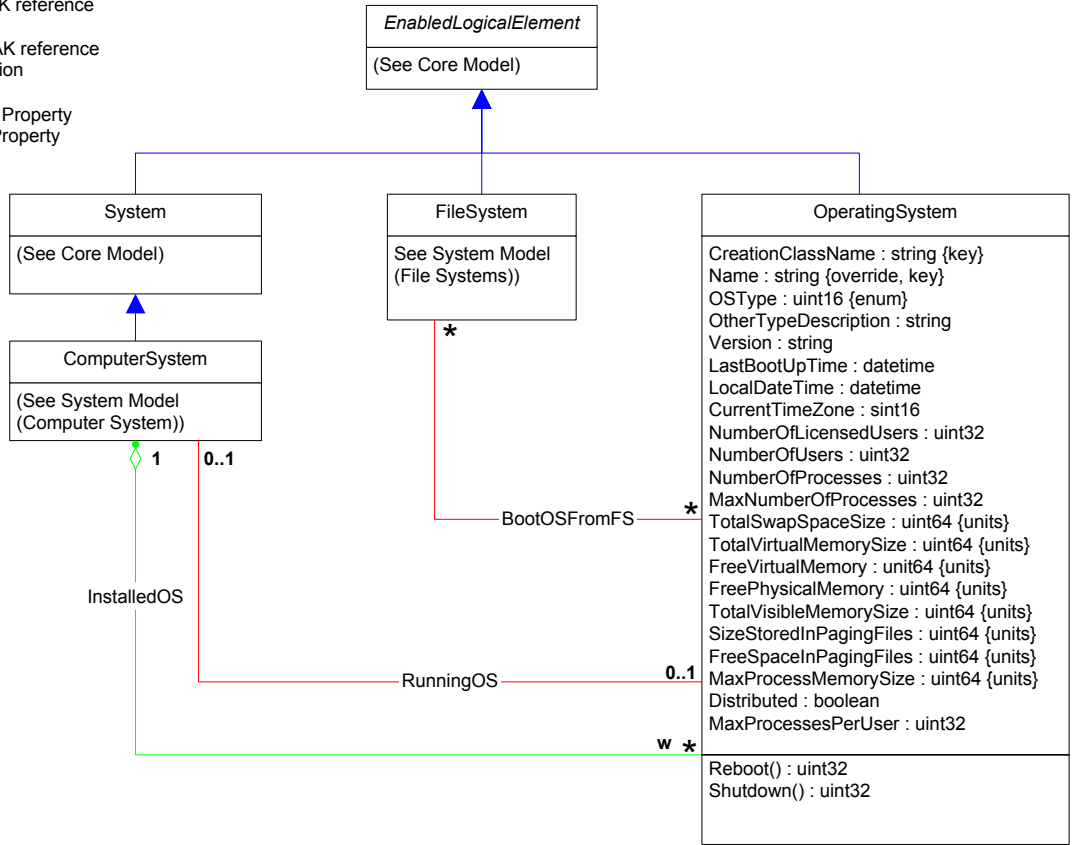 K reference
AK reference
ion
Property
Property
EnabledLogicalElement
(See Core Model)
System
(See Core Model)
FileSystem
See System Model
(File Systems))
OperatingSystem
CreationClassName : string {key}
Name : string {override, key}
OSType : uint16 {enum}
OtherTypeDescription : string
Version : string
LastBootUpTime : datetime
LocalDateTime : datetime
CurrentTimeZone : sint16
NumberOfLicensedUsers : uint32
NumberOfUsers : uint32
NumberOfProcesses : uint32
MaxNumberOfProcesses : uint32
TotalSwapSpaceSize : uint64 {units}
TotalVirtualMemorySize : uint64 {units}
FreeVirtualMemory : unit64 {units}
FreePhysicalMemory : uint64 {units}
TotalVisibleMemorySize : uint64 {units}
SizeStoredInPagingFiles : uint64 {units}
FreeSpaceInPagingFiles : uint64 {units}
MaxProcessMemorySize : uint64 {units}
Distributed : boolean
MaxProcessesPerUser : uint32
Reboot() : uint32
Shutdown() : uint32
ComputerSystem
(See System Model
(Computer System))
*
1
0..1
BootOSFromFS
*
InstalledOS
RunningOS
0..1
w *